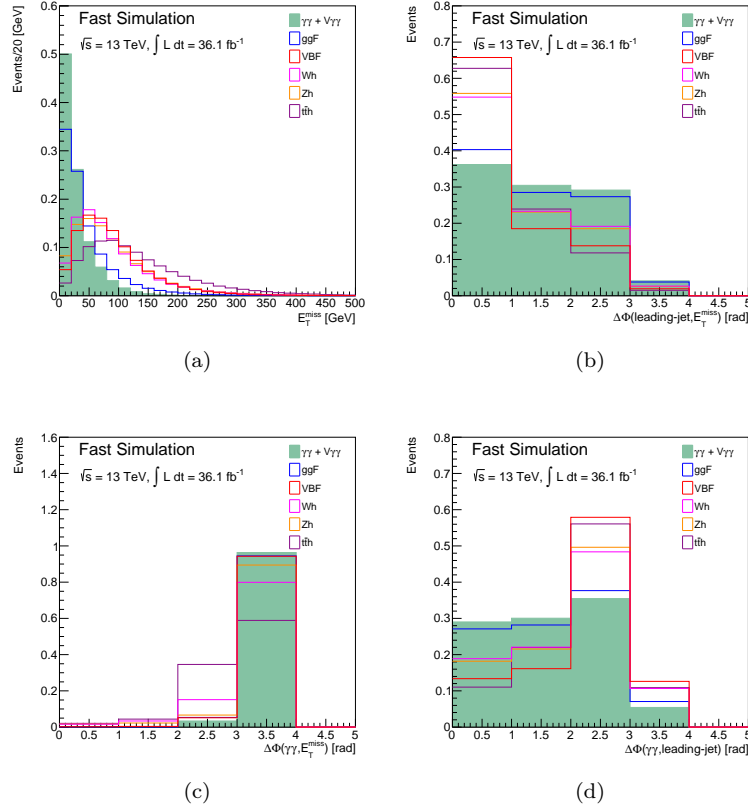 Fast Simulation
√s = 13 TeV, ∫ L dt = 36.1 fb⁻¹
γγ + Vγγ
ggF
VBF
Wh
Zh
tt̄h
Events/20 [GeV]
0.6
0.5
0.4
0.3
0.2
0.1
0
0 50 100 150 200 250 300 350 400 450 500
E_T^miss [GeV]
(a)
Fast Simulation
√s = 13 TeV, ∫ L dt = 36.1 fb⁻¹
γγ + Vγγ
ggF
VBF
Wh
Zh
tt̄h
Events
0.8
0.7
0.6
0.5
0.4
0.3
0.2
0.1
0
0 0.5 1 1.5 2 2.5 3 3.5 4 4.5 5
ΔΦ(leading-jet,E_T^miss) [rad]
(b)
Fast Simulation
√s = 13 TeV, ∫ L dt = 36.1 fb⁻¹
γγ + Vγγ
ggF
VBF
Wh
Zh
tt̄h
Events
1.6
1.4
1.2
1
0.8
0.6
0.4
0.2
0
0 0.5 1 1.5 2 2.5 3 3.5 4 4.5 5
ΔΦ(γγ,E_T^miss) [rad]
(c)
Fast Simulation
√s = 13 TeV, ∫ L dt = 36.1 fb⁻¹
γγ + Vγγ
ggF
VBF
Wh
Zh
tt̄h
Events
0.8
0.7
0.6
0.5
0.4
0.3
0.2
0.1
0
0 0.5 1 1.5 2 2.5 3 3.5 4 4.5 5
ΔΦ(γγ,leading-jet) [rad]
(d)